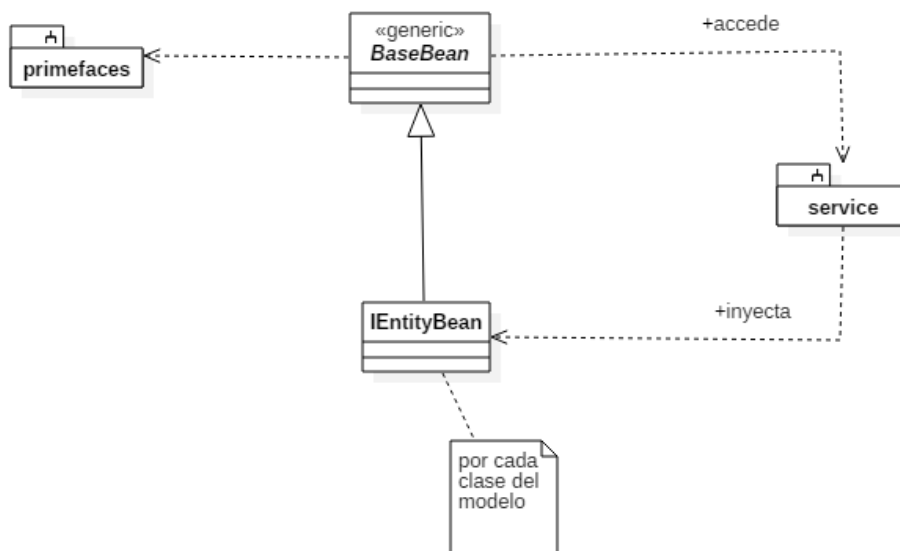 «generic»
BaseBean
+accede
primefaces
service
IEntityBean
+inyecta
por cada
clase del
modelo